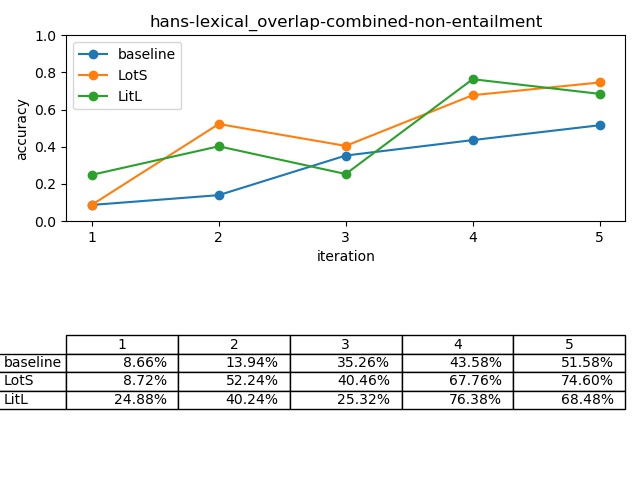 hans-lexical_overlap-combined-non-entailment
1.0
0.8
0.6
0.4
0.2
0.0
accuracy
baseline
LotS
LitL
1 2 3 4 5
iteration
1 2 3 4 5
baseline 8.66% 13.94% 35.26% 43.58% 51.58%
LotS 8.72% 52.24% 40.46% 67.76% 74.60%
LitL 24.88% 40.24% 25.32% 76.38% 68.48%